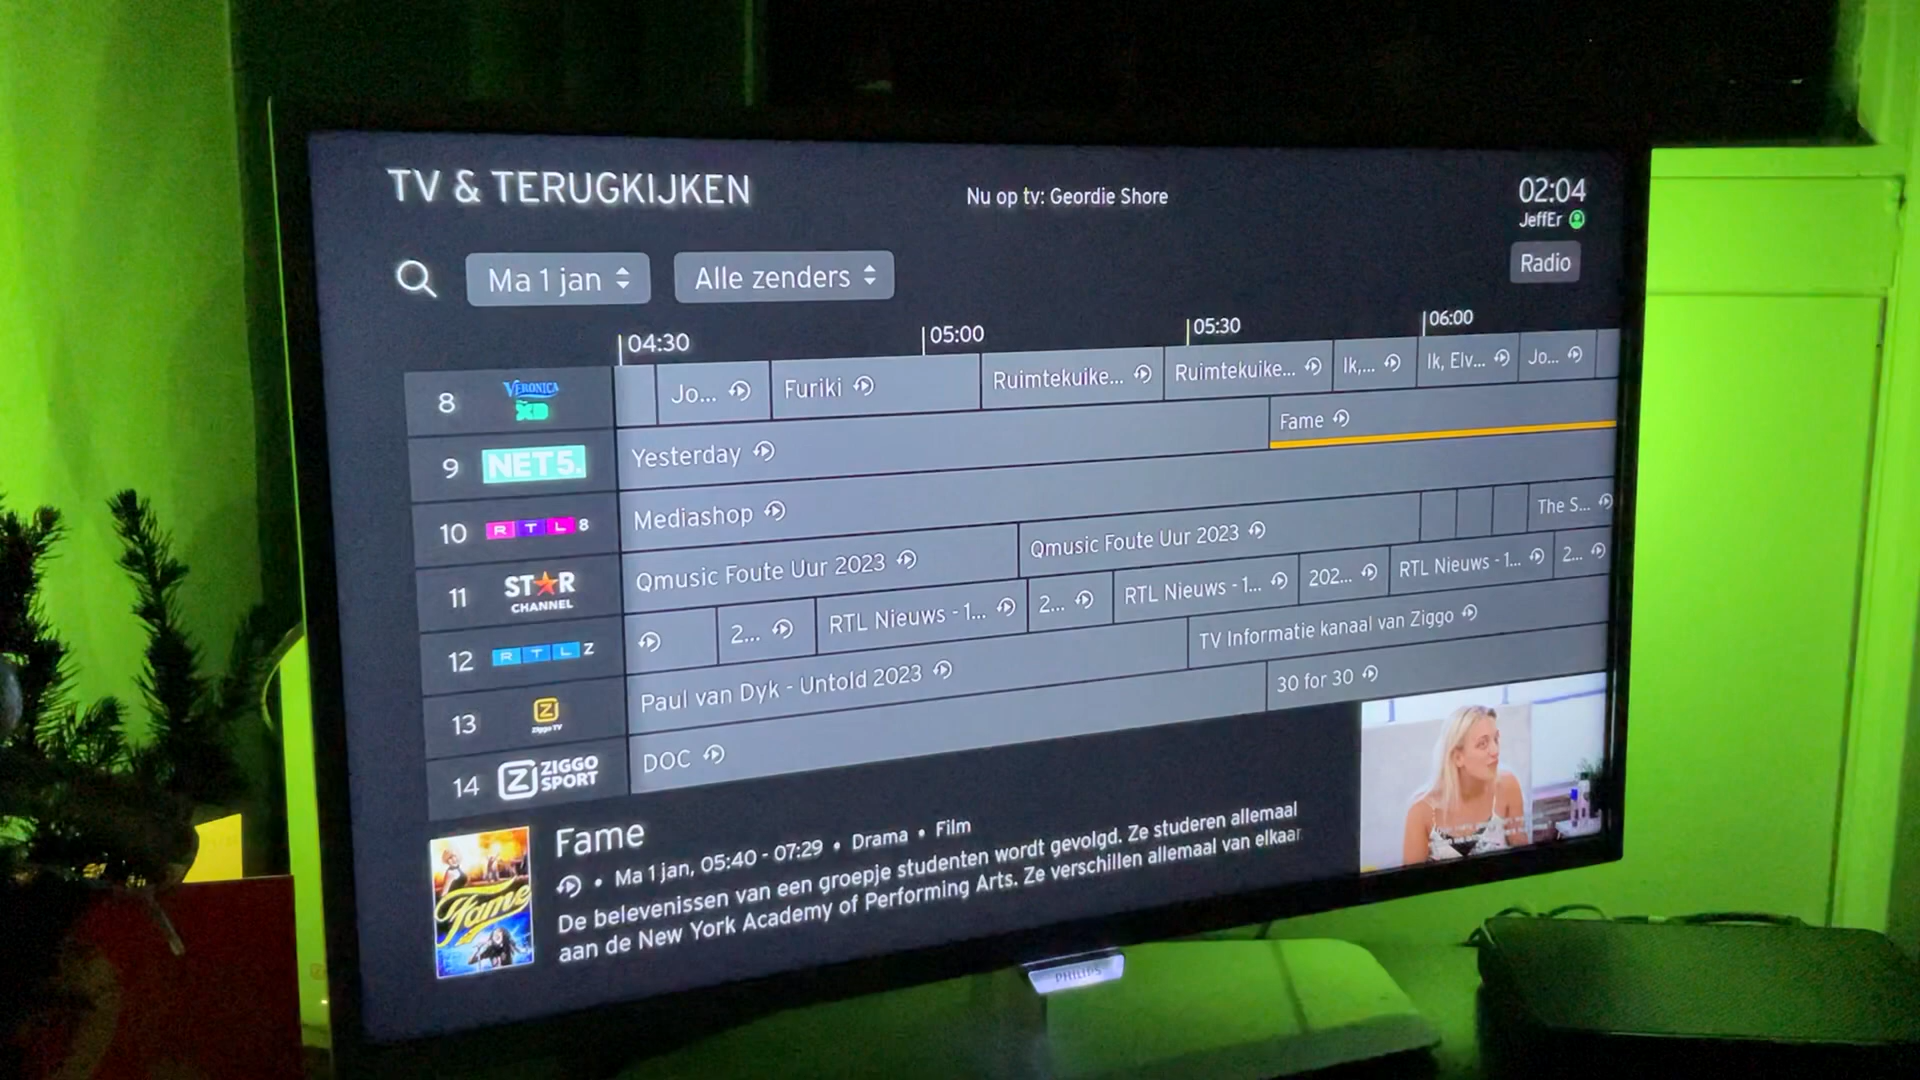 TV & TERUGKIJKEN
Nu op tv: Geordie Shore
02:04
JeffEr
Ma 1 jan
Alle zenders
Radio
04:30
05:00
05:30
06:00
8
VERONICA
XD
Jo...
Furiki
Ruimtekuike...
Ruimtekuike...
Ik,...
Ik, Elv...
Jo...
9
NET5.
Yesterday
Fame
10
RTL 8
Mediashop
11
STAR
CHANNEL
Qmusic Foute Uur 2023
Qmusic Foute Uur 2023
The S...
12
RTL Z
2...
RTL Nieuws - 1...
2...
RTL Nieuws - 1...
202...
RTL Nieuws - 1...
2...
13
Ziggo TV
Paul van Dyk - Untold 2023
TV Informatie kanaal van Ziggo
14
ZIGGO
SPORT
DOC
30 for 30
Fame
Fame
• Ma 1 jan, 05:40 - 07:29 • Drama • Film
De belevenissen van een groepje studenten wordt gevolgd. Ze studeren allemaal
aan de New York Academy of Performing Arts. Ze verschillen allemaal van elkaar
PHILIPS